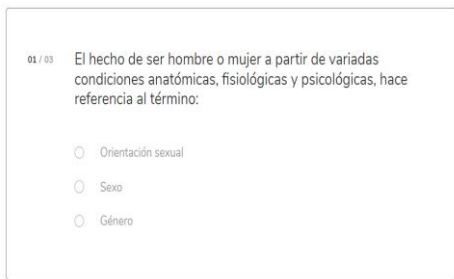 01 / 03 El hecho de ser hombre o mujer a partir de variadas
condiciones anatómicas, fisiológicas y psicológicas, hace
referencia al término:
Orientación sexual
Sexo
Género